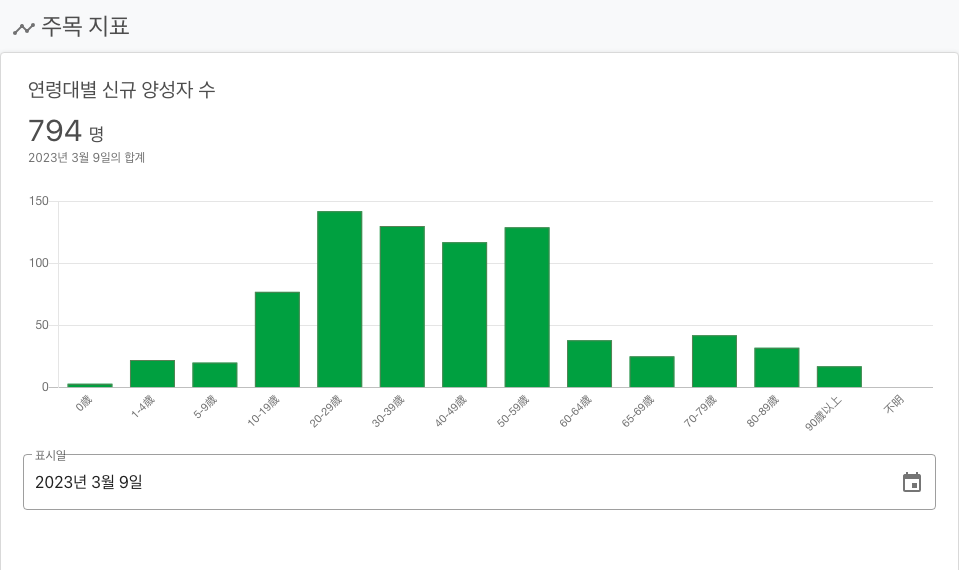 주목 지표
연령대별 신규 양성자 수
794 명
2023년 3월 9일의 합계
150
100
50
0
0歳
1-4歳
5-9歳
10-19歳
20-29歳
30-39歳
40-49歳
50-59歳
60-64歳
65-69歳
70-79歳
80-89歳
90歳以上
不明
표시일
2023년 3월 9일